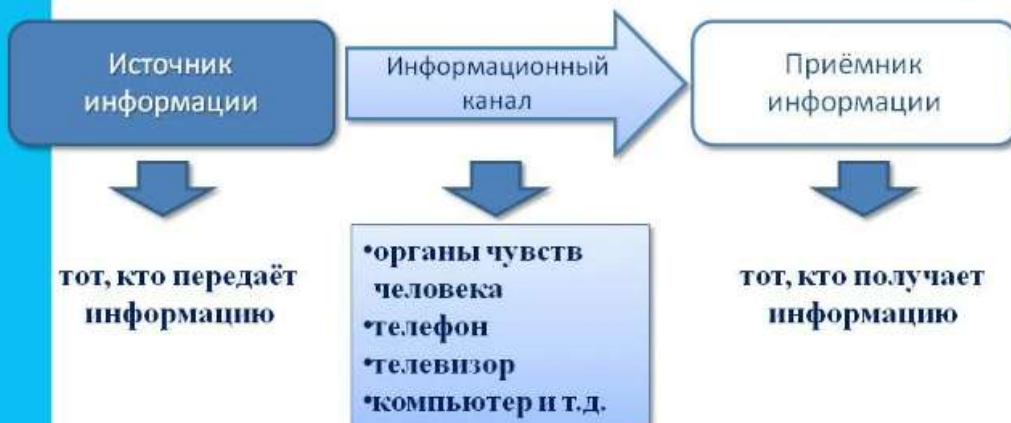 Источник
информации
Информационный
канал
Приёмник
информации
тот, кто передаёт
информацию
•органы чувств
человека
•телефон
•телевизор
•компьютер и т.д.
тот, кто получает
информацию